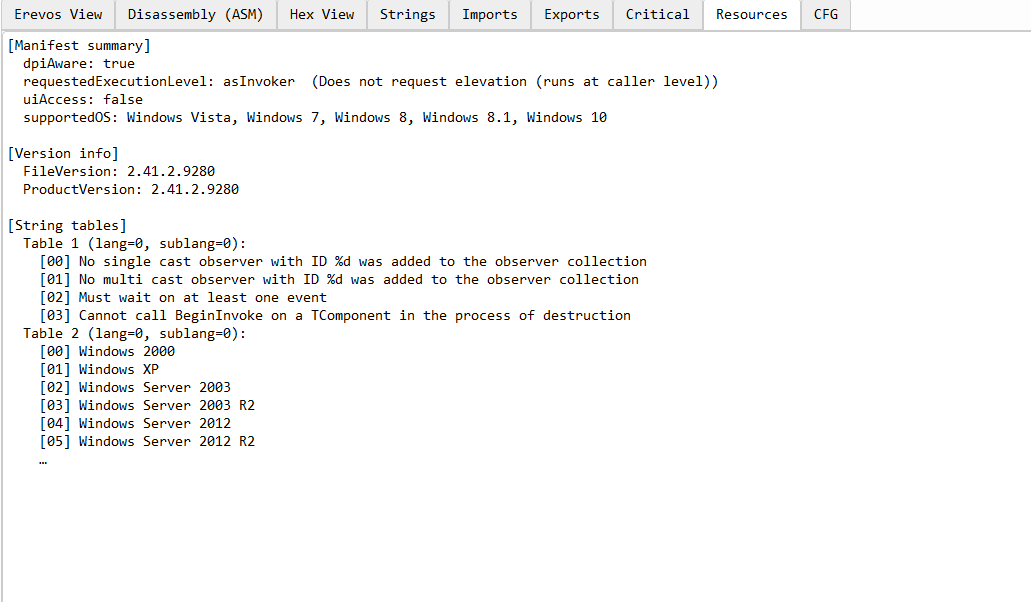 Erevos View Disassembly (ASM) Hex View Strings Imports Exports Critical Resources CFG
[Manifest summary]
dpiAware: true
requestedExecutionLevel: asInvoker (Does not request elevation (runs at caller level))
uiAccess: false
supportedOS: Windows Vista, Windows 7, Windows 8, Windows 8.1, Windows 10
[Version info]
FileVersion: 2.41.2.9280
ProductVersion: 2.41.2.9280
[String tables]
Table 1 (lang=0, sublang=0):
[00] No single cast observer with ID %d was added to the observer collection
[01] No multi cast observer with ID %d was added to the observer collection
[02] Must wait on at least one event
[03] Cannot call BeginInvoke on a TComponent in the process of destruction
Table 2 (lang=0, sublang=0):
[00] Windows 2000
[01] Windows XP
[02] Windows Server 2003
[03] Windows Server 2003 R2
[04] Windows Server 2012
[05] Windows Server 2012 R2
…